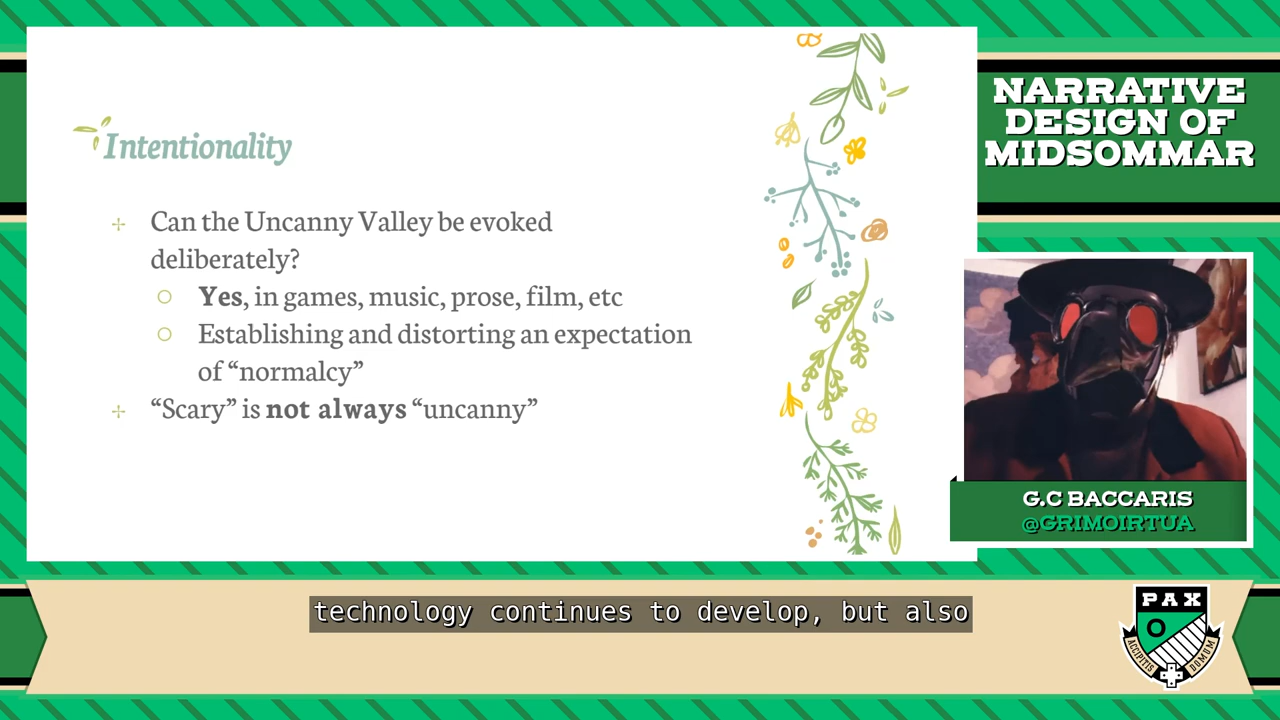 Intentionality
Can the Uncanny Valley be evoked
deliberately?
Yes, in games, music, prose, film, etc
Establishing and distorting an expectation
of “normalcy”
“Scary” is not always “uncanny”
NARRATIVE
DESIGN OF
MIDSOMMAR
G.C BACCARIS
@GRIMOIRTUA
technology continues to develop, but also
PAX
ACCIPITIS
DOMUM